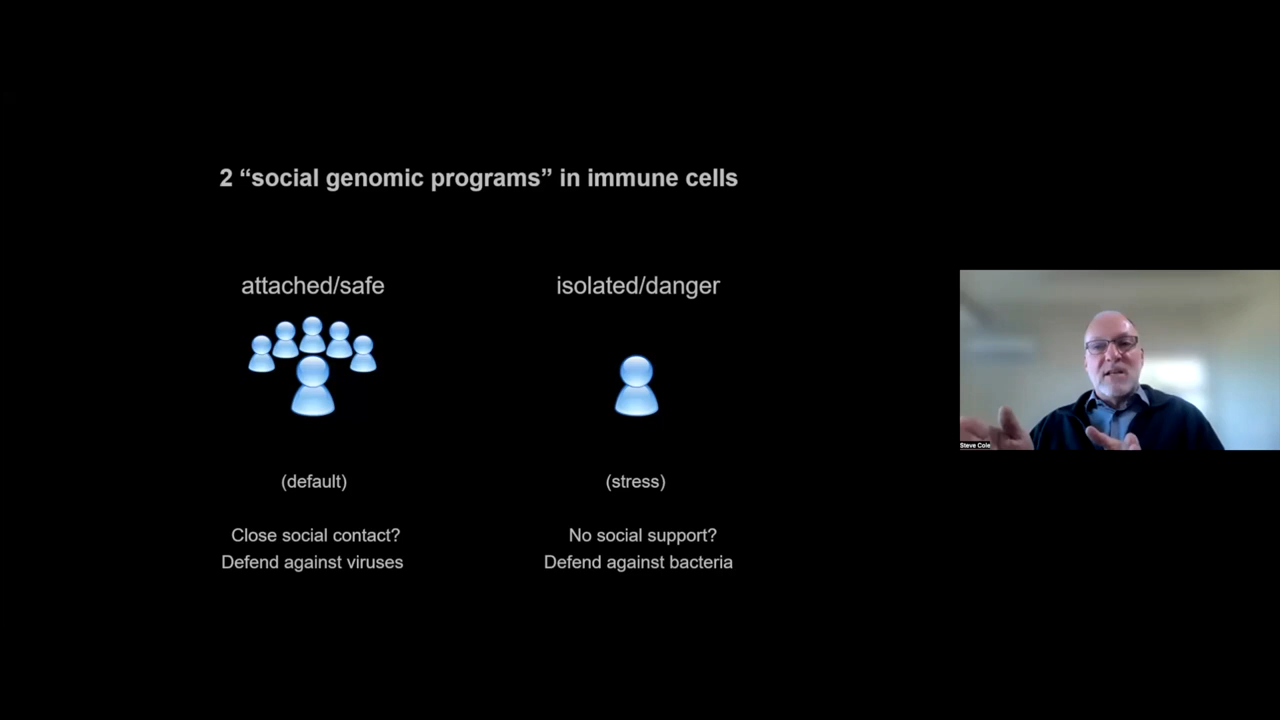 2 “social genomic programs” in immune cells
attached/safe
isolated/danger
(default)
(stress)
Close social contact?
Defend against viruses
No social support?
Defend against bacteria
Steve Cole